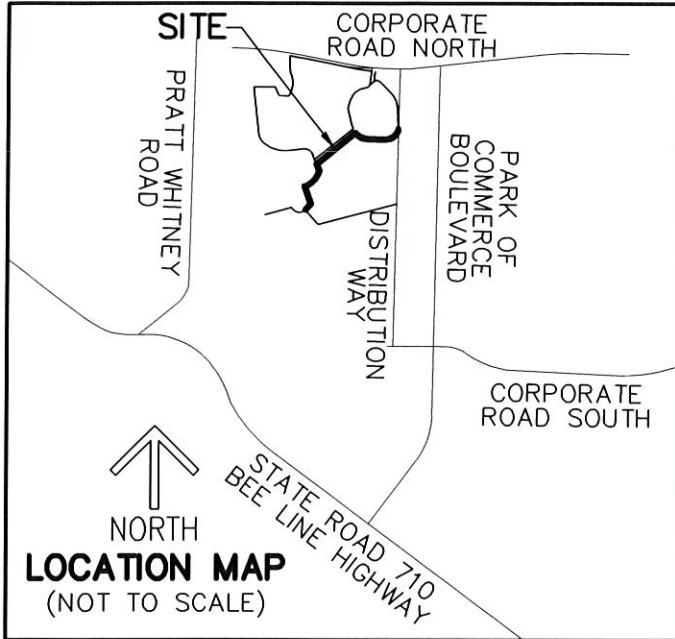 SITE
CORPORATE
ROAD NORTH
PRATT WHITNEY
ROAD
PARK OF
COMMERCE
BOULEVARD
DISTRIBUTION
WAY
CORPORATE
ROAD SOUTH
STATE ROAD 710
BEE LINE HIGHWAY
NORTH
LOCATION MAP
(NOT TO SCALE)